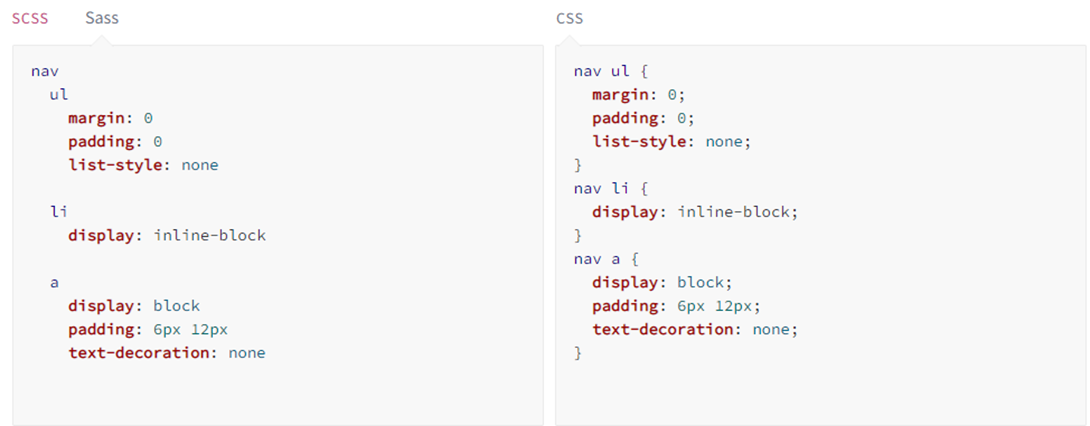 SCSS Sass
nav
  ul
    margin: 0
    padding: 0
    list-style: none

  li
    display: inline-block

  a
    display: block
    padding: 6px 12px
    text-decoration: none
CSS
nav ul {
  margin: 0;
  padding: 0;
  list-style: none;
}
nav li {
  display: inline-block;
}
nav a {
  display: block;
  padding: 6px 12px;
  text-decoration: none;
}